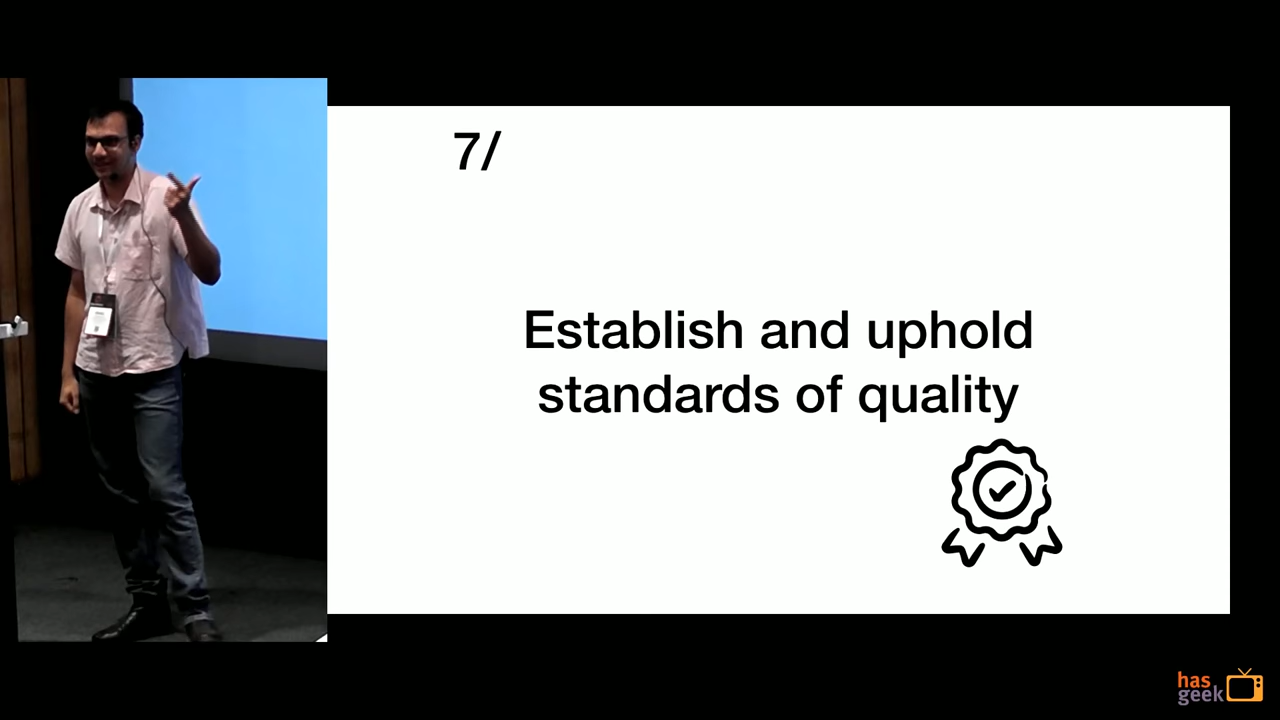 7/
Establish and uphold
standards of quality
has
geek